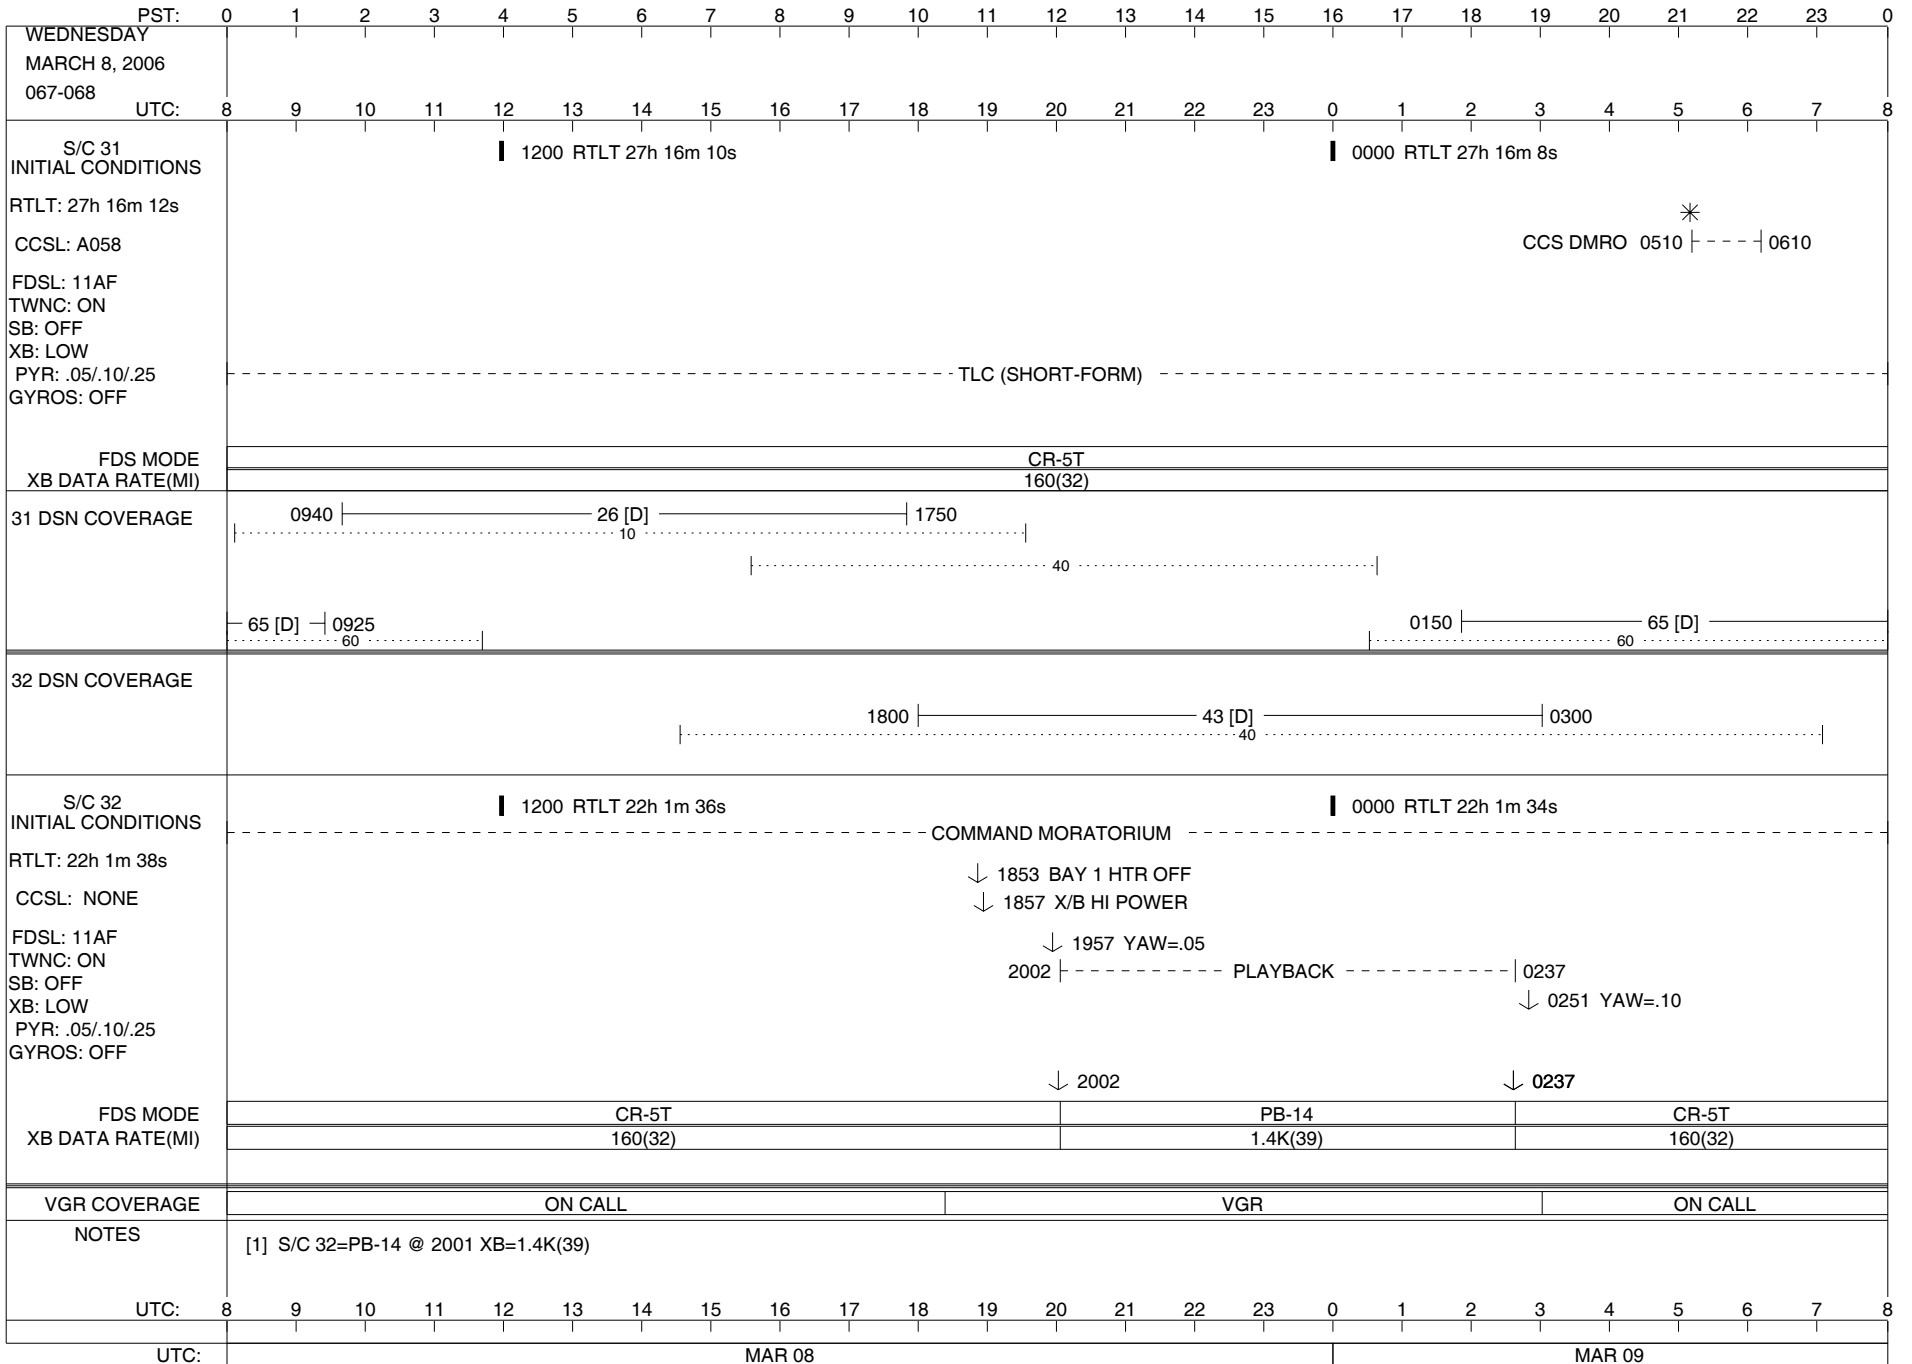 PST: 0 1 2 3 4 5 6 7 8 9 10 11 12 13 14 15 16 17 18 19 20 21 22 23 0
WEDNESDAY
MARCH 8, 2006
067-068
UTC: 8 9 10 11 12 13 14 15 16 17 18 19 20 21 22 23 0 1 2 3 4 5 6 7 8
S/C 31
INITIAL CONDITIONS
1200 RTLT 27h 16m 10s
0000 RTLT 27h 16m 8s
RTLT: 27h 16m 12s
CCSL: A058
CCS DMRO 0510 0610
FDSL: 11AF
TWNC: ON
SB: OFF
XB: LOW
PYR: .05/.10/.25
TLC (SHORT-FORM)
GYROS: OFF
FDS MODE CR-5T
XB DATA RATE(MI) 160(32)
31 DSN COVERAGE
0940 26 [D] 1750
10
40
65 [D] 0925
0150 65 [D]
60 60
32 DSN COVERAGE
1800 43 [D] 0300
40
S/C 32
INITIAL CONDITIONS
1200 RTLT 22h 1m 36s
0000 RTLT 22h 1m 34s
COMMAND MORATORIUM
RTLT: 22h 1m 38s
1853 BAY 1 HTR OFF
CCSL: NONE
1857 X/B HI POWER
FDSL: 11AF
1957 YAW=.05
TWNC: ON
2002 PLAYBACK 0237
SB: OFF
XB: LOW
0251 YAW=.10
PYR: .05/.10/.25
GYROS: OFF
2002 0237
FDS MODE CR-5T PB-14 CR-5T
XB DATA RATE(MI) 160(32) 1.4K(39) 160(32)
VGR COVERAGE ON CALL VGR ON CALL
NOTES
[1] S/C 32=PB-14 @ 2001 XB=1.4K(39)
UTC: 8 9 10 11 12 13 14 15 16 17 18 19 20 21 22 23 0 1 2 3 4 5 6 7 8
UTC: MAR 08 MAR 09